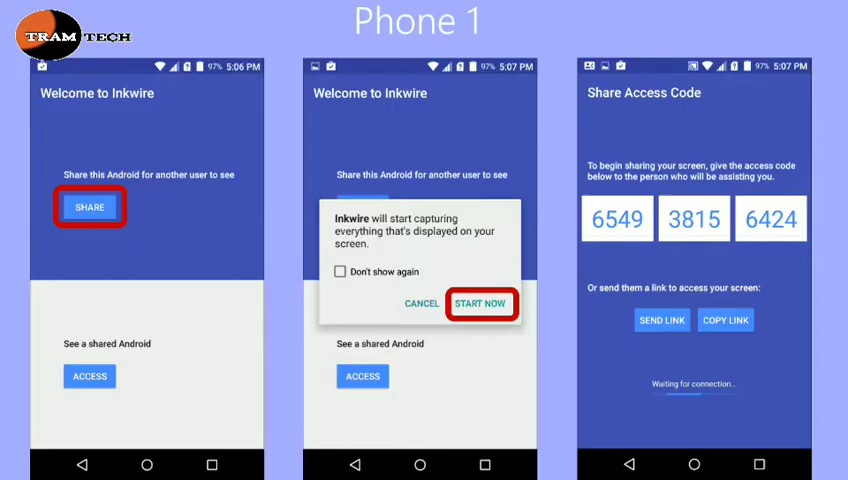 Phone 1
TRAM TECH
97% 5:06 PM
Welcome to Inkwire
Share this Android for another user to see
SHARE
See a shared Android
ACCESS
97% 5:07 PM
Welcome to Inkwire
Share this Android for another user to see
Inkwire will start capturing
everything that's displayed on your
screen.
Don't show again
CANCEL START NOW
See a shared Android
ACCESS
97% 5:07 PM
Share Access Code
To begin sharing your screen, give the access code
below to the person who will be assisting you.
6549 3815 6424
Or send them a link to access your screen:
SEND LINK COPY LINK
Waiting for connection...